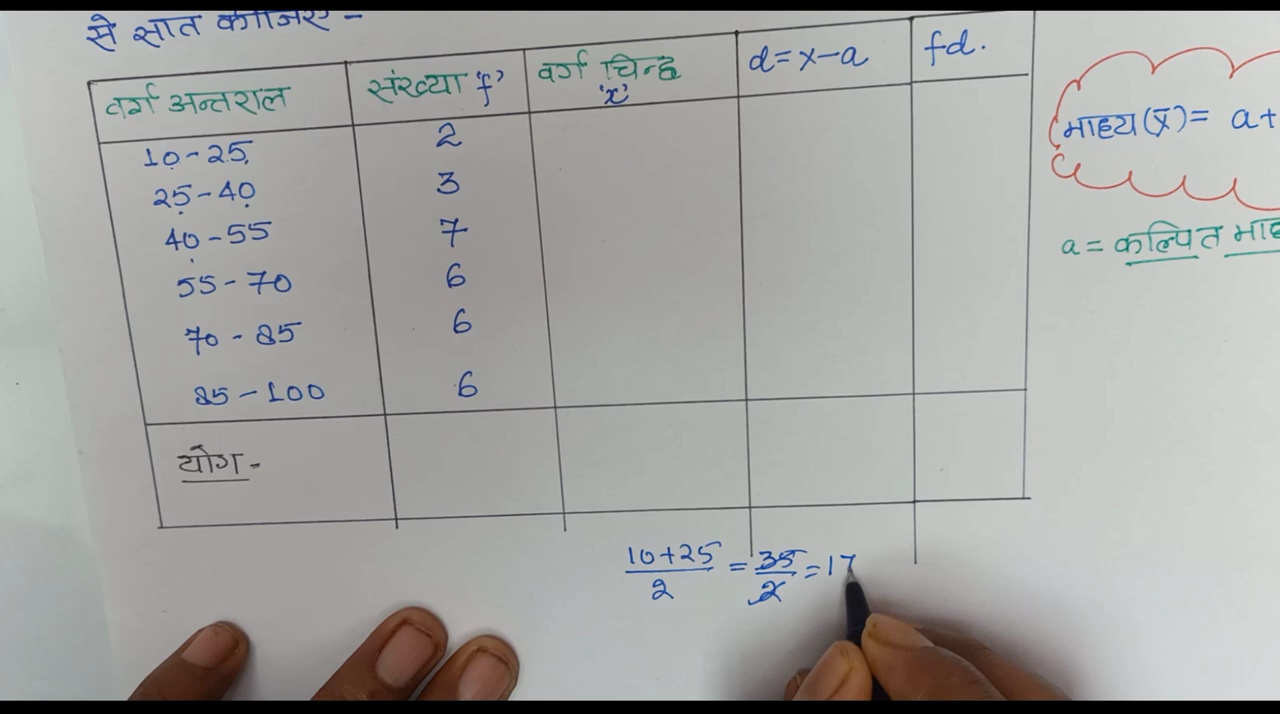 से ज्ञात कीजिए -
वर्ग अन्तराल संख्या 'f' वर्ग चिन्ह 'x' d=x-a fd.
10-25 2
25-40 3
40-55 7
55-70 6
70-85 6
85-100 6
योग-
माध्य (x̄) = a+
a = कल्पित
10+25/2 = 35/2 = 17